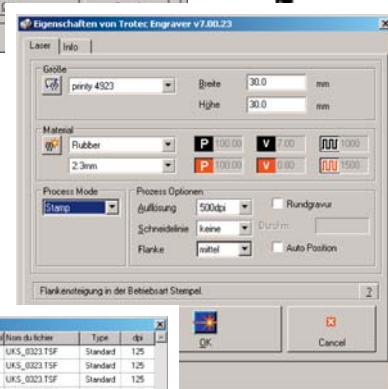 Eigenschaften von Trotec Engraver v7.00.23
Laser Info
Größe
printy 4923 Breite 30.0 mm
Höhe 30.0 mm
Material
Rubber P 100.00 V 7.00 1000
2.3mm P 100.00 V 0.80 1500
Process Mode Prozess Optionen
Stamp Auflösung 500dpi Rundgravur
Schneidelinie keine Durchm.
Flanke mittel Auto Position
Flankensteigung in der Betriebsart Stempel. ?
OK Cancel
Nom du fichier Type dpi
UKS_0323.TSF Standard 125
UKS_0323.TSF Standard 125
UKS_0323.TSF Standard 125